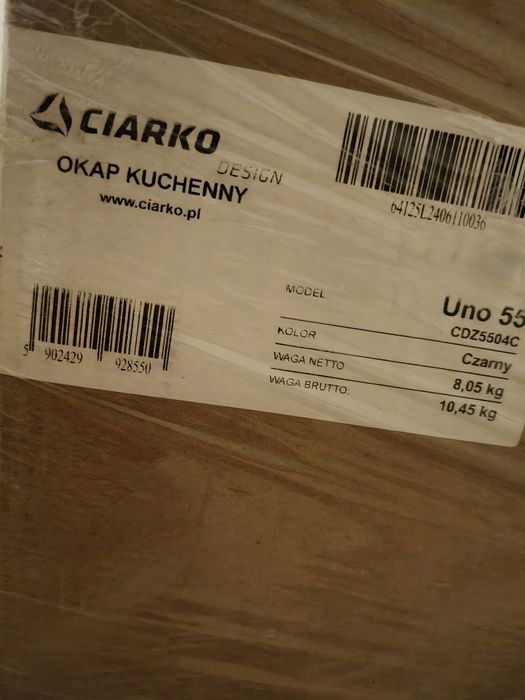 CIARKO
DESIGN
OKAP KUCHENNY
www.ciarko.pl
64125L2406110036
5 902429 928550
MODEL Uno 55
CDZ5504C
KOLOR Czarny
WAGA NETTO 8,05 kg
WAGA BRUTTO: 10,45 kg